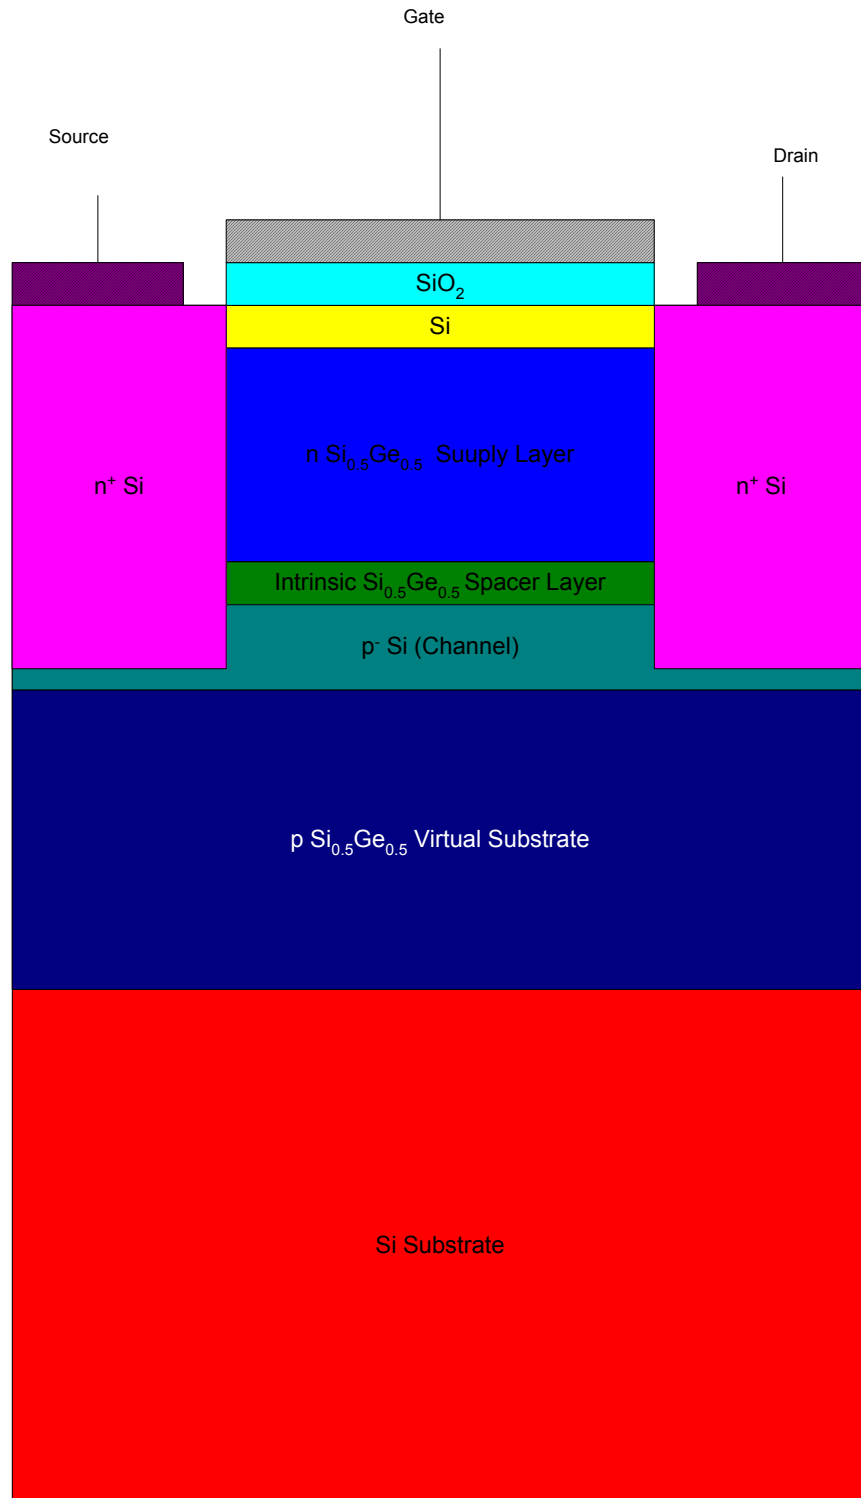 Gate
Source
Drain
SiO₂
Si
n Si₀.₅Ge₀.₅ Suuply Layer
n⁺ Si
n⁺ Si
Intrinsic Si₀.₅Ge₀.₅ Spacer Layer
p⁻ Si (Channel)
p Si₀.₅Ge₀.₅ Virtual Substrate
Si Substrate